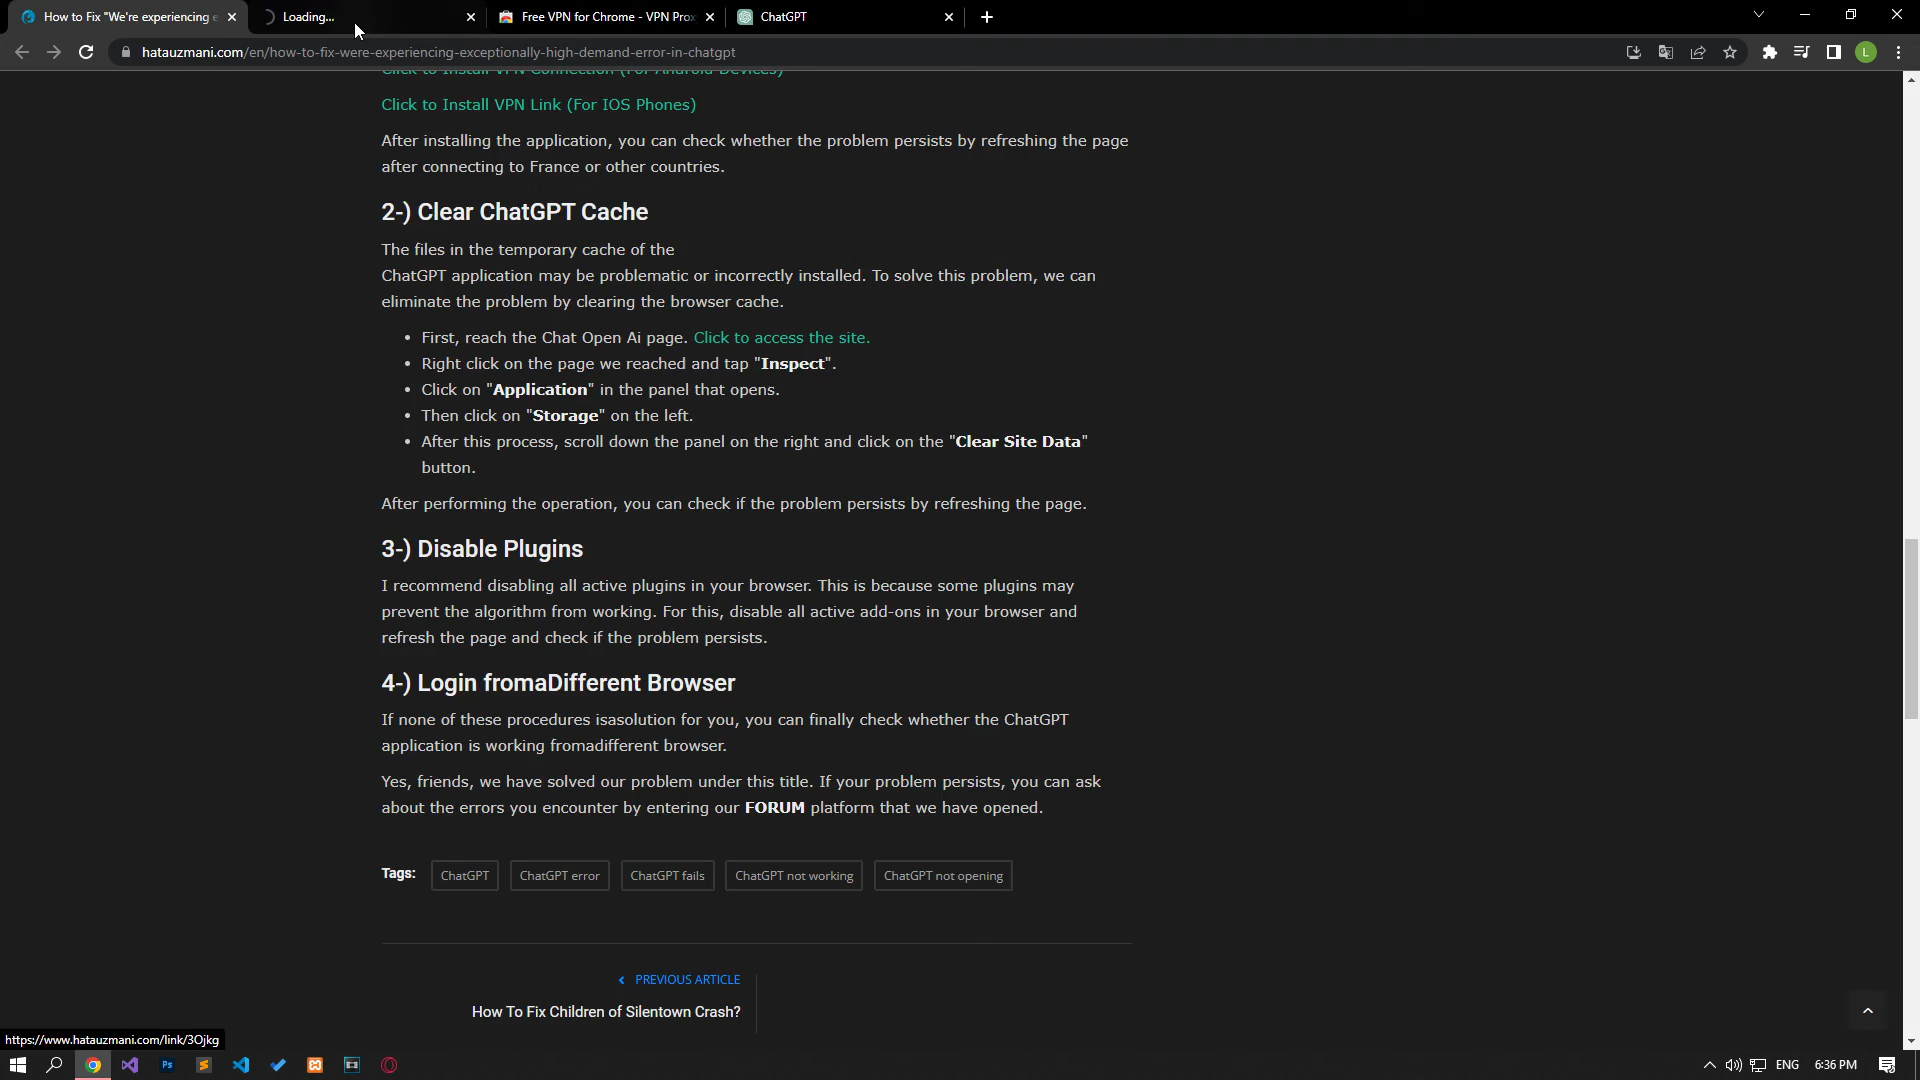 How to Fix "We're experiencing e
Loading...
Free VPN for Chrome - VPN Prox
ChatGPT
hatauzmani.com/en/how-to-fix-were-experiencing-exceptionally-high-demand-error-in-chatgpt
L
Click to Install VPN Connection (For Android Devices)
Click to Install VPN Link (For IOS Phones)
After installing the application, you can check whether the problem persists by refreshing the page
after connecting to France or other countries.
2-) Clear ChatGPT Cache
The files in the temporary cache of the
ChatGPT application may be problematic or incorrectly installed. To solve this problem, we can
eliminate the problem by clearing the browser cache.
• First, reach the Chat Open Ai page. Click to access the site.
• Right click on the page we reached and tap "Inspect".
• Click on "Application" in the panel that opens.
• Then click on "Storage" on the left.
• After this process, scroll down the panel on the right and click on the "Clear Site Data"
button.
After performing the operation, you can check if the problem persists by refreshing the page.
3-) Disable Plugins
I recommend disabling all active plugins in your browser. This is because some plugins may
prevent the algorithm from working. For this, disable all active add-ons in your browser and
refresh the page and check if the problem persists.
4-) Login fromaDifferent Browser
If none of these procedures isasolution for you, you can finally check whether the ChatGPT
application is working fromadifferent browser.
Yes, friends, we have solved our problem under this title. If your problem persists, you can ask
about the errors you encounter by entering our FORUM platform that we have opened.
Tags: ChatGPT ChatGPT error ChatGPT fails ChatGPT not working ChatGPT not opening
PREVIOUS ARTICLE
How To Fix Children of Silentown Crash?
https://www.hatauzmani.com/link/3Ojkg
Ps
ENG
6:36 PM